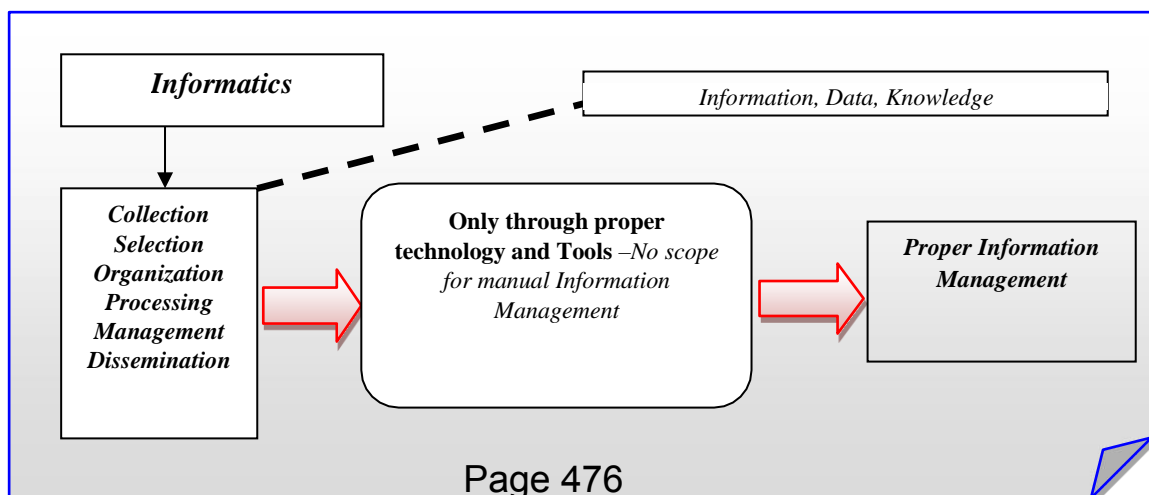 Informatics
Information, Data, Knowledge
Collection
Selection
Organization
Processing
Management
Dissemination
Only through proper
technology and Tools –No scope
for manual Information
Management
Proper Information
Management
Page 476